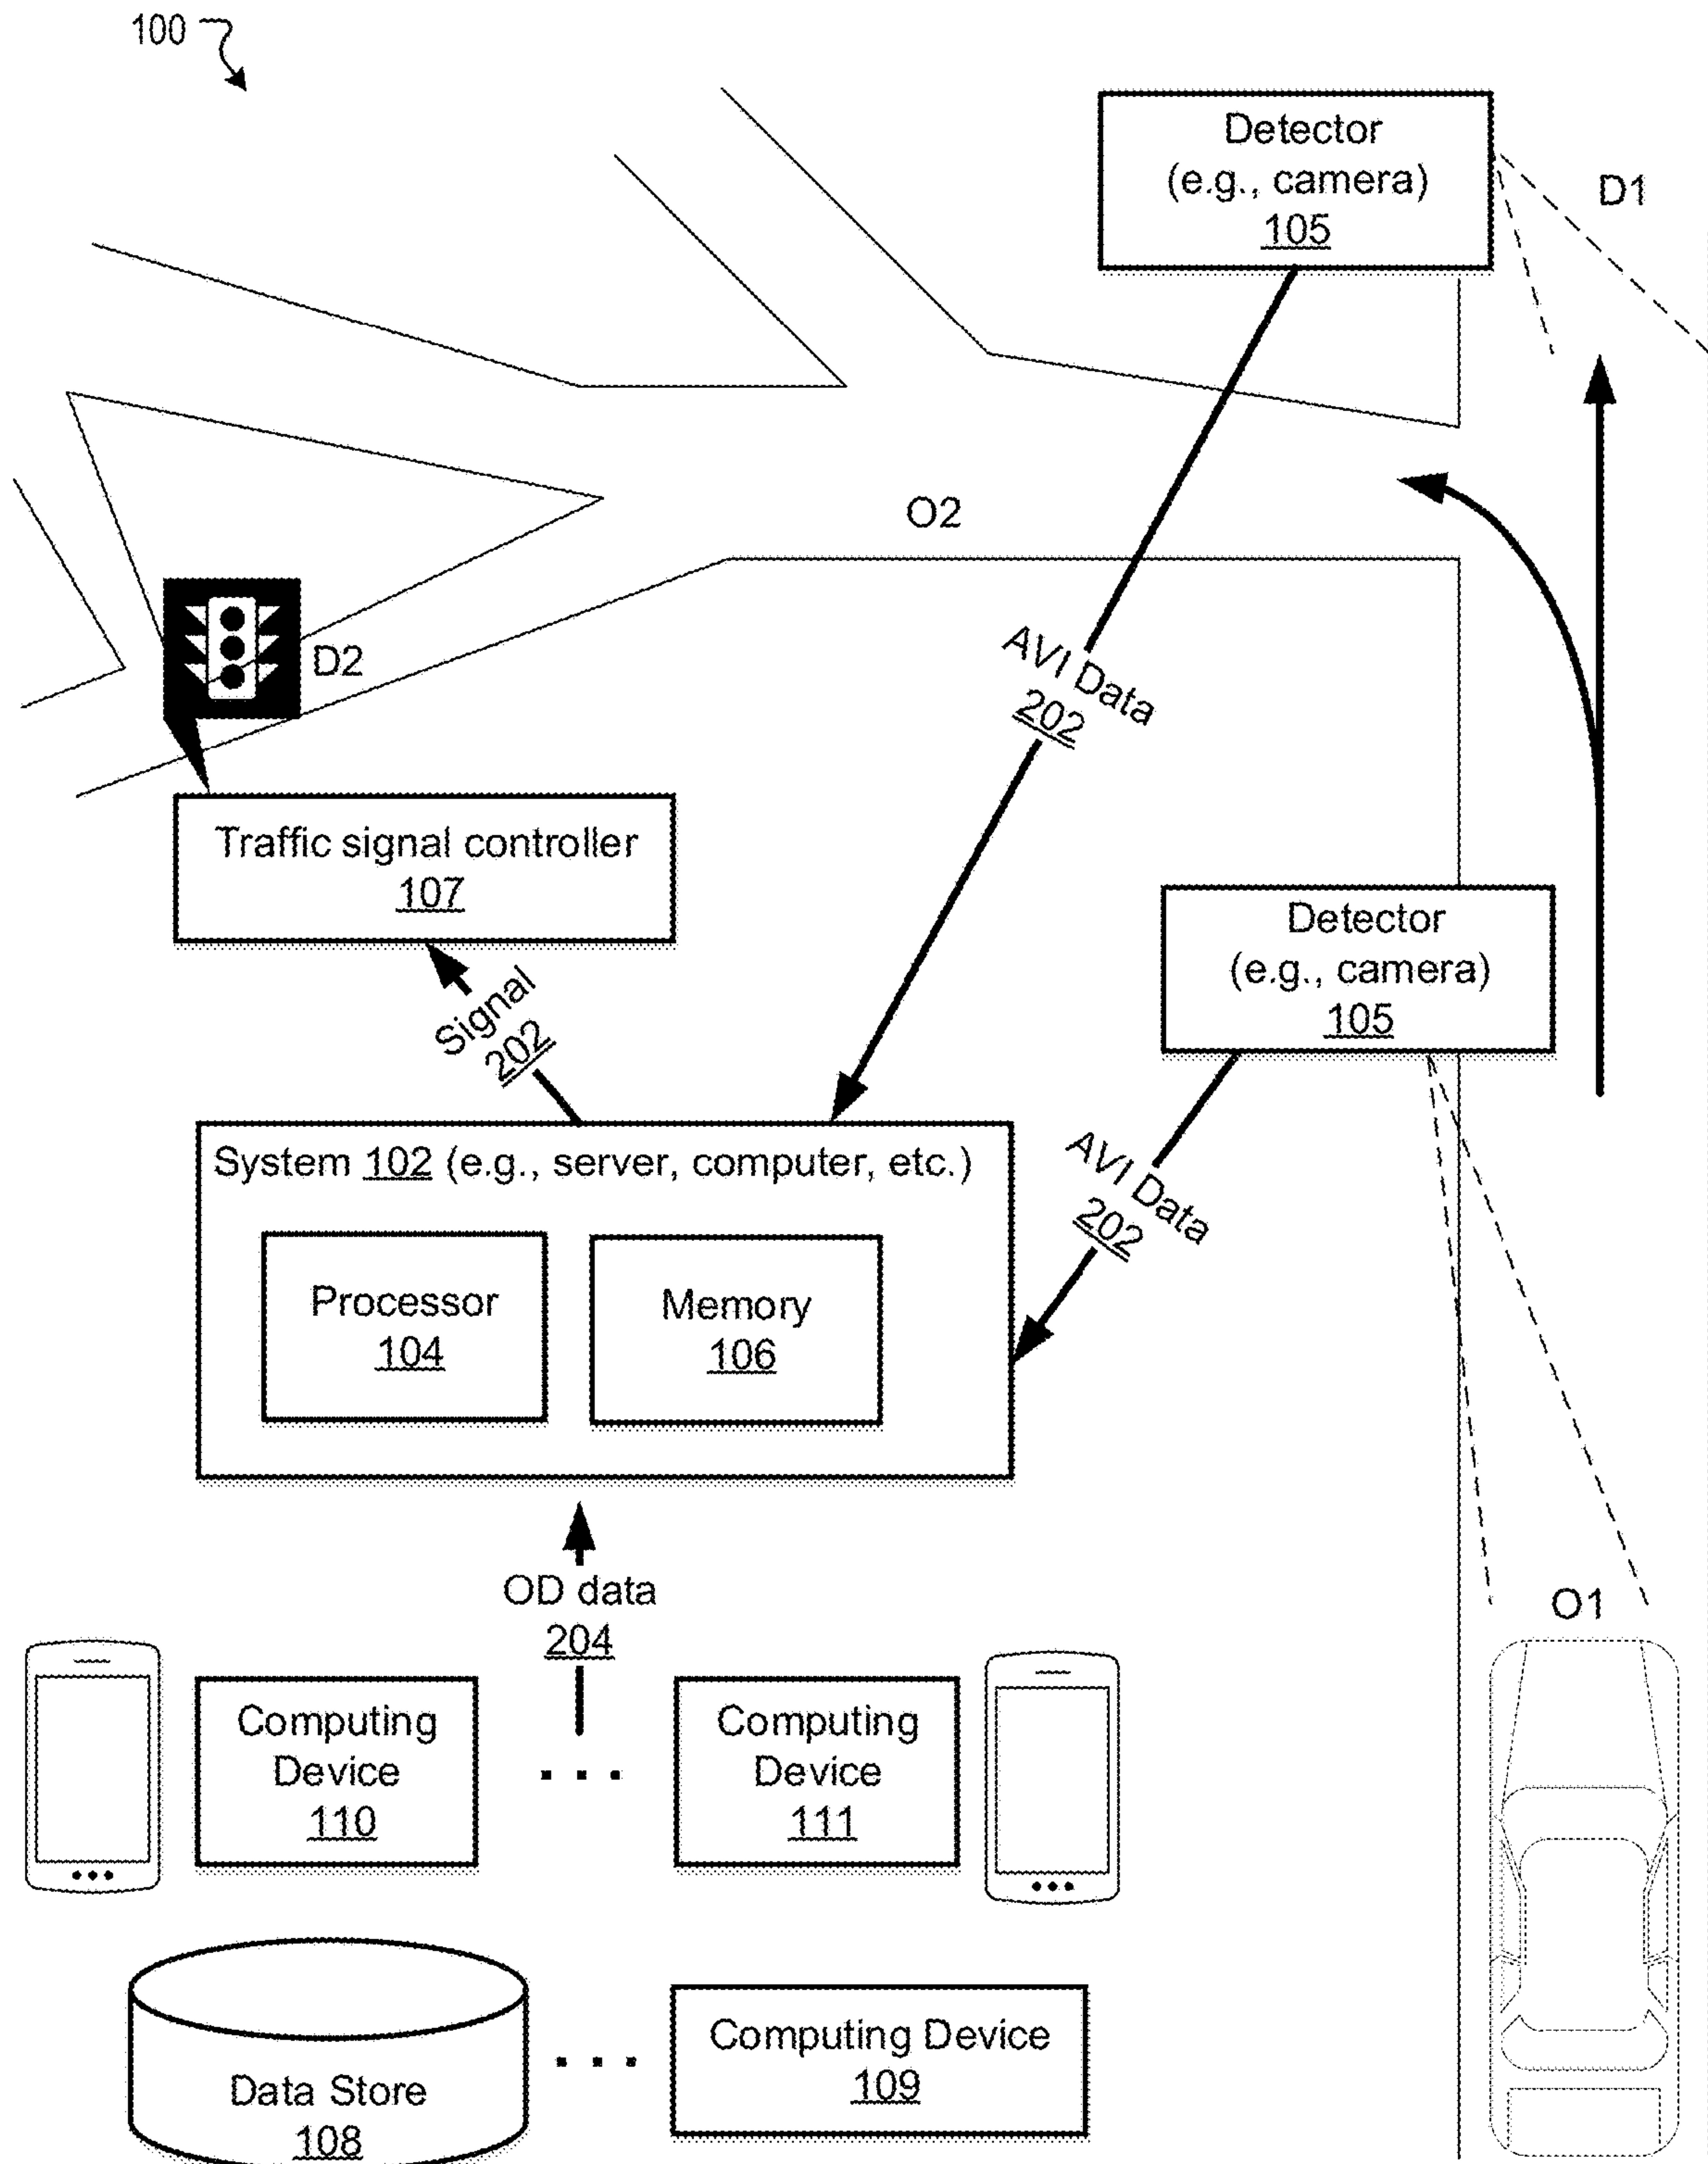 100
Detector
(e.g., camera)
105
D1
O2
D2
AVI Data
202
Traffic signal controller
107
Detector
(e.g., camera)
105
Signal
202
System 102 (e.g., server, computer, etc.)
AVI Data
202
Processor
104
Memory
106
OD data
204
O1
Computing
Device
110
...
Computing
Device
111
Data Store
108
...
Computing Device
109